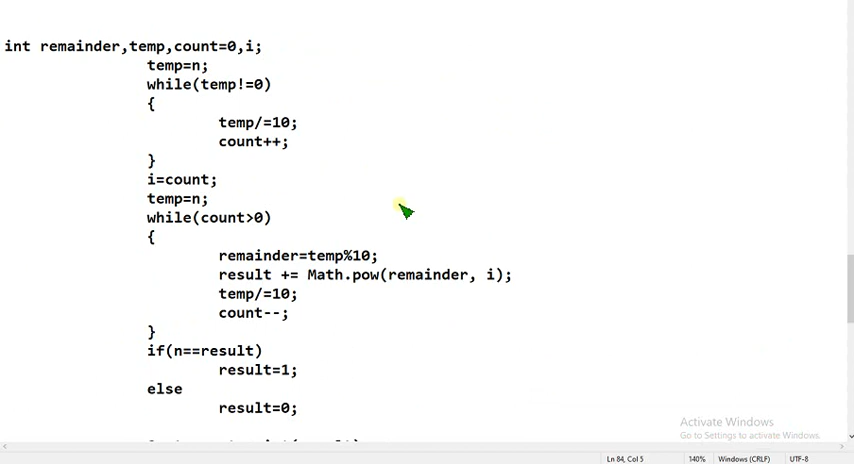 int remainder,temp,count=0,i;
temp=n;
while(temp!=0)
{
temp/=10;
count++;
}
i=count;
temp=n;
while(count>0)
{
remainder=temp%10;
result += Math.pow(remainder, i);
temp/=10;
count--;
}
if(n==result)
result=1;
else
result=0;
Activate Windows
Go to Settings to activate Windows.
Ln 84, Col 5 140% Windows (CRLF) UTF-8